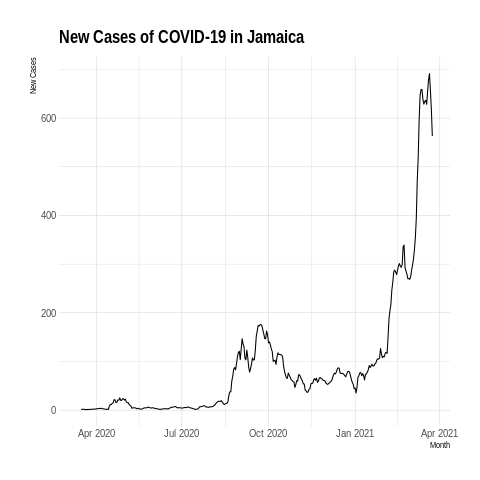 New Cases of COVID-19 in Jamaica
New Cases
600
400
200
0
Apr 2020 Jul 2020 Oct 2020 Jan 2021 Apr 2021
Month